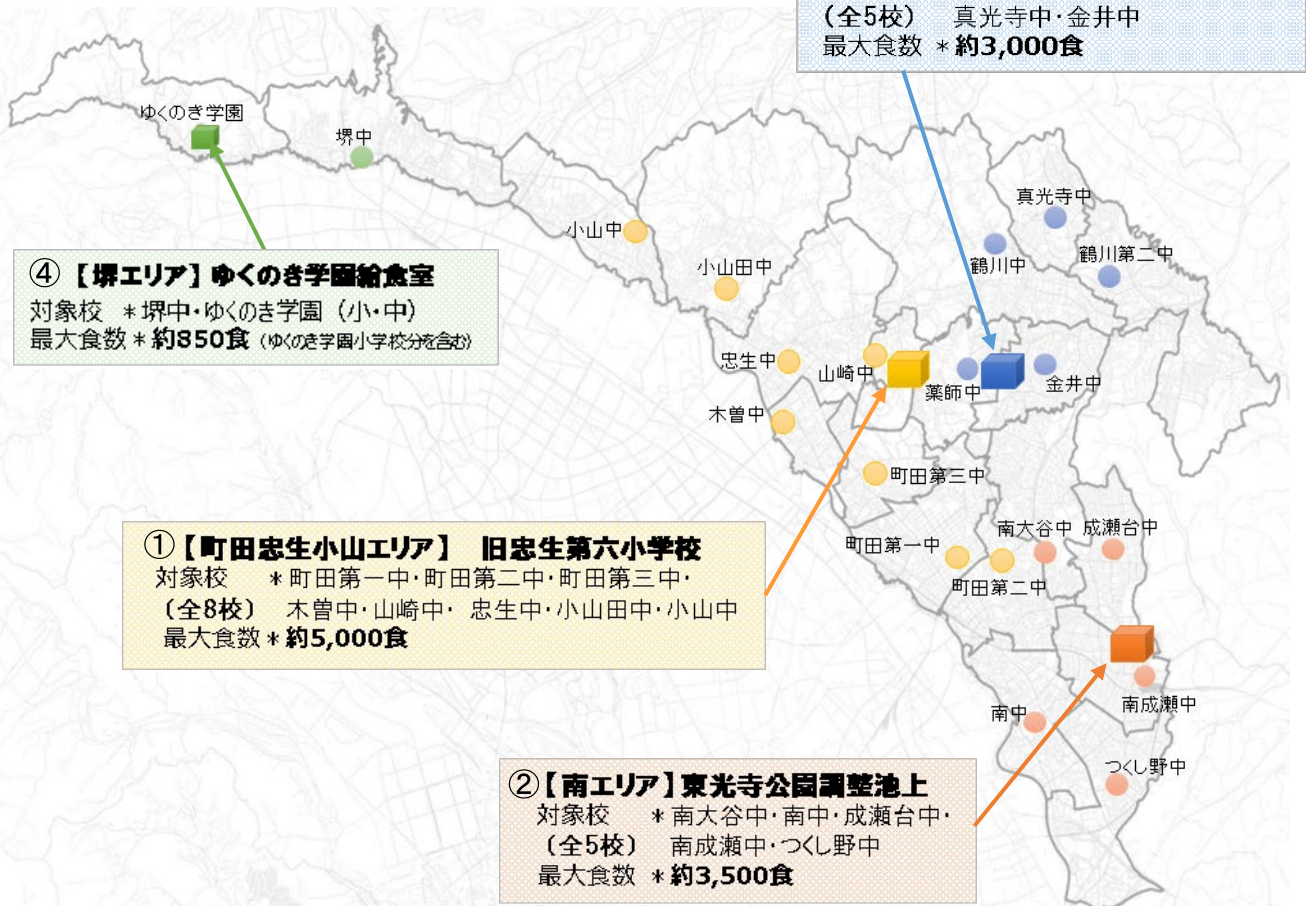 (全5校) 真光寺中・金井中
最大食数 *約3,000食
ゆくのき学園
堺中
真光寺中
小山中
鶴川中
鶴川第二中
小山田中
④【堺エリア】ゆくのき学園給食室
対象校 *堺中・ゆくのき学園(小・中)
最大食数*約850食(ゆくのき学園小学校分を含む)
忠生中
山崎中
薬師中
金井中
木曽中
町田第三中
①【町田忠生小山エリア】 旧忠生第六小学校
対象校 *町田第一中・町田第二中・町田第三中・
(全8校) 木曽中・山崎中・ 忠生中・小山田中・小山中
最大食数*約5,000食
南大谷中
成瀬台中
町田第一中
町田第二中
南成瀬中
南中
つくし野中
②【南エリア】東光寺公園調整池上
対象校 *南大谷中・南中・成瀬台中・
(全5校) 南成瀬中・つくし野中
最大食数 *約3,500食